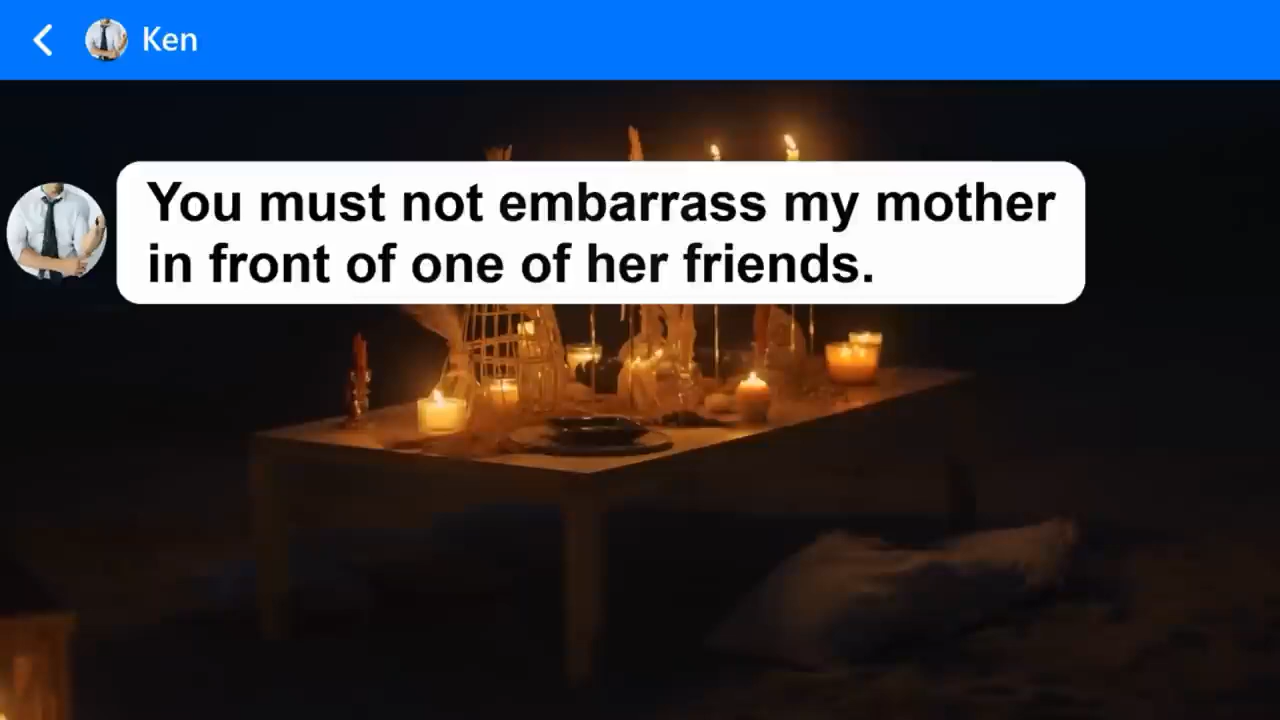 Ken
You must not embarrass my mother
in front of one of her friends.